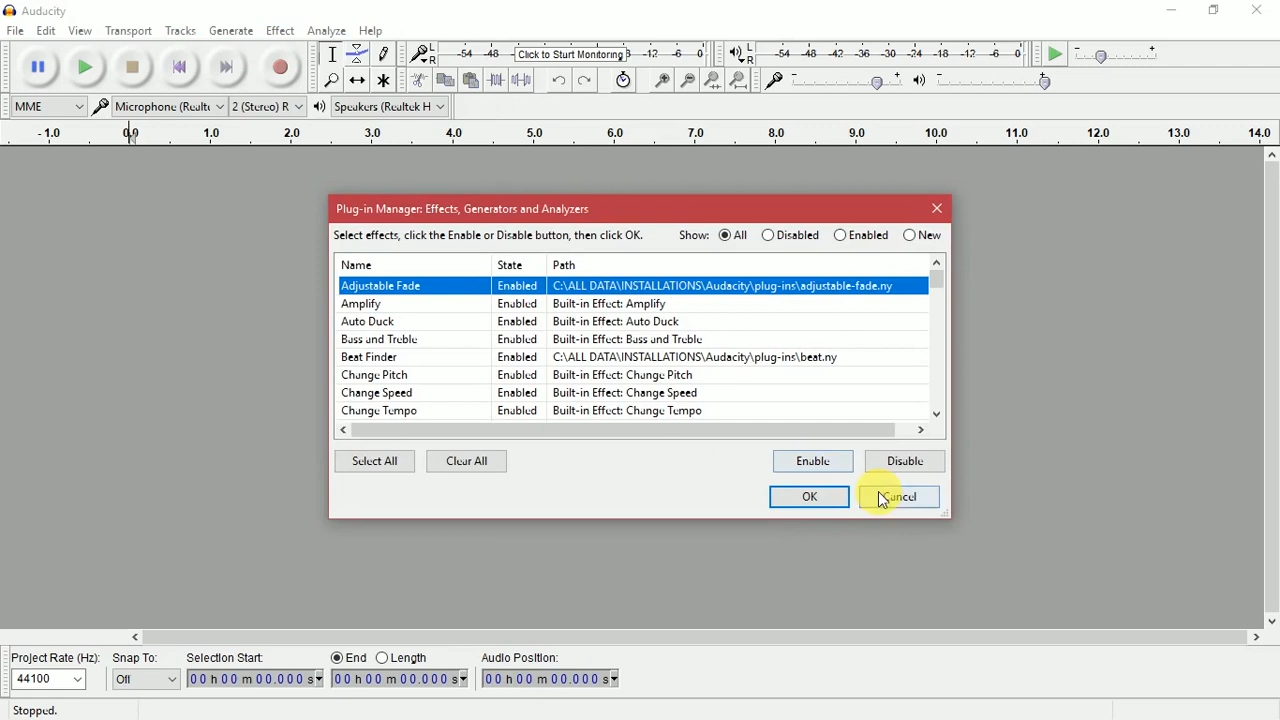 Audacity
File Edit View Transport Tracks Generate Effect Analyze Help
L R -54 -48 Click to Start Monitoring -12 -6 0 L R -54 -48 -42 -36 -30 -24 -18 -12 -6 0
MME Microphone (Realte 2 (Stereo) R Speakers (Realtek H
-1.0 0.0 1.0 2.0 3.0 4.0 5.0 6.0 7.0 8.0 9.0 10.0 11.0 12.0 13.0 14.0
Plug-in Manager: Effects, Generators and Analyzers
Select effects, click the Enable or Disable button, then click OK. Show: All Disabled Enabled New
Name State Path
Adjustable Fade Enabled C:\ALL DATA\INSTALLATIONS\Audacity\plug-ins\adjustable-fade.ny
Amplify Enabled Built-in Effect: Amplify
Auto Duck Enabled Built-in Effect: Auto Duck
Bass and Treble Enabled Built-in Effect: Bass and Treble
Beat Finder Enabled C:\ALL DATA\INSTALLATIONS\Audacity\plug-ins\beat.ny
Change Pitch Enabled Built-in Effect: Change Pitch
Change Speed Enabled Built-in Effect: Change Speed
Change Tempo Enabled Built-in Effect: Change Tempo
Select All Clear All Enable Disable
OK Cancel
Project Rate (Hz): Snap To: Selection Start: End Length Audio Position:
44100 Off 00 h 00 m 00.000 s 00 h 00 m 00.000 s 00 h 00 m 00.000 s
Stopped.